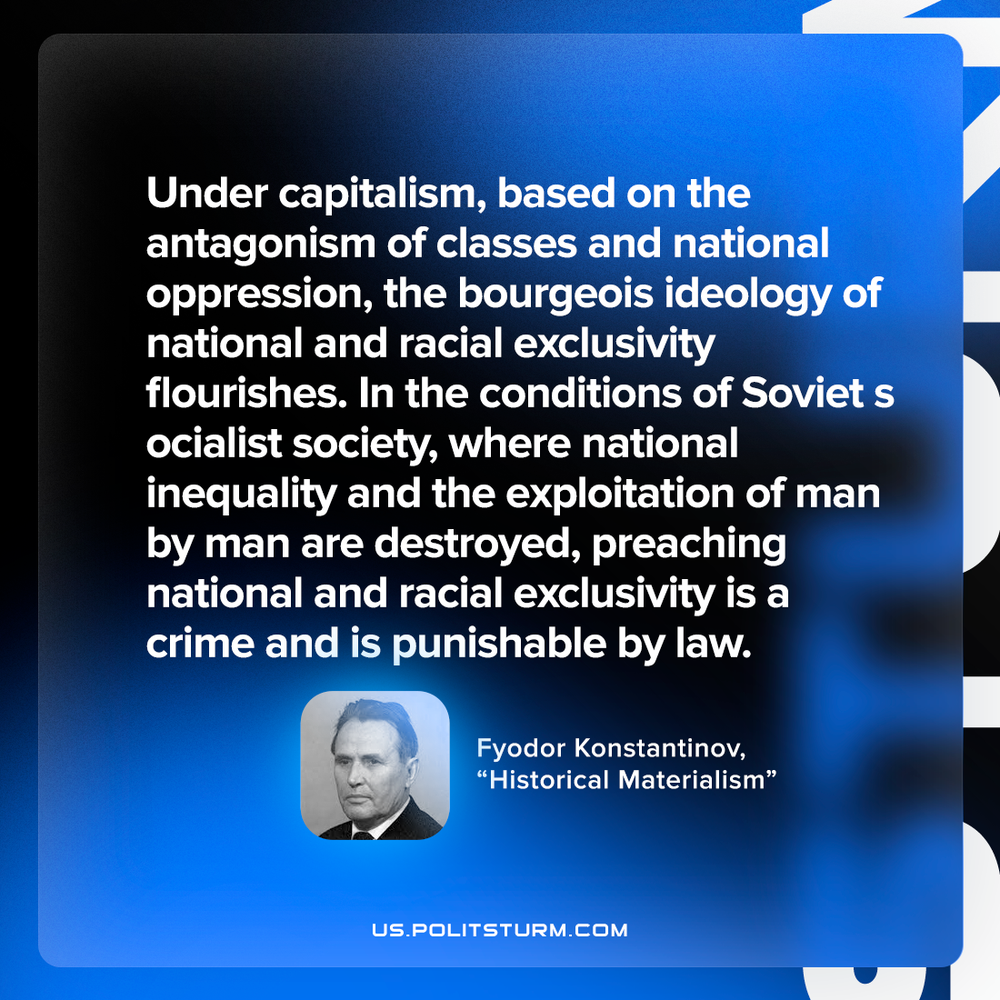 Under capitalism, based on the
antagonism of classes and national
oppression, the bourgeois ideology of
national and racial exclusivity
flourishes. In the conditions of Soviet s
ocialist society, where national
inequality and the exploitation of man
by man are destroyed, preaching
national and racial exclusivity is a
crime and is punishable by law.
Fyodor Konstantinov,
“Historical Materialism”
US.POLITSTURM.COM